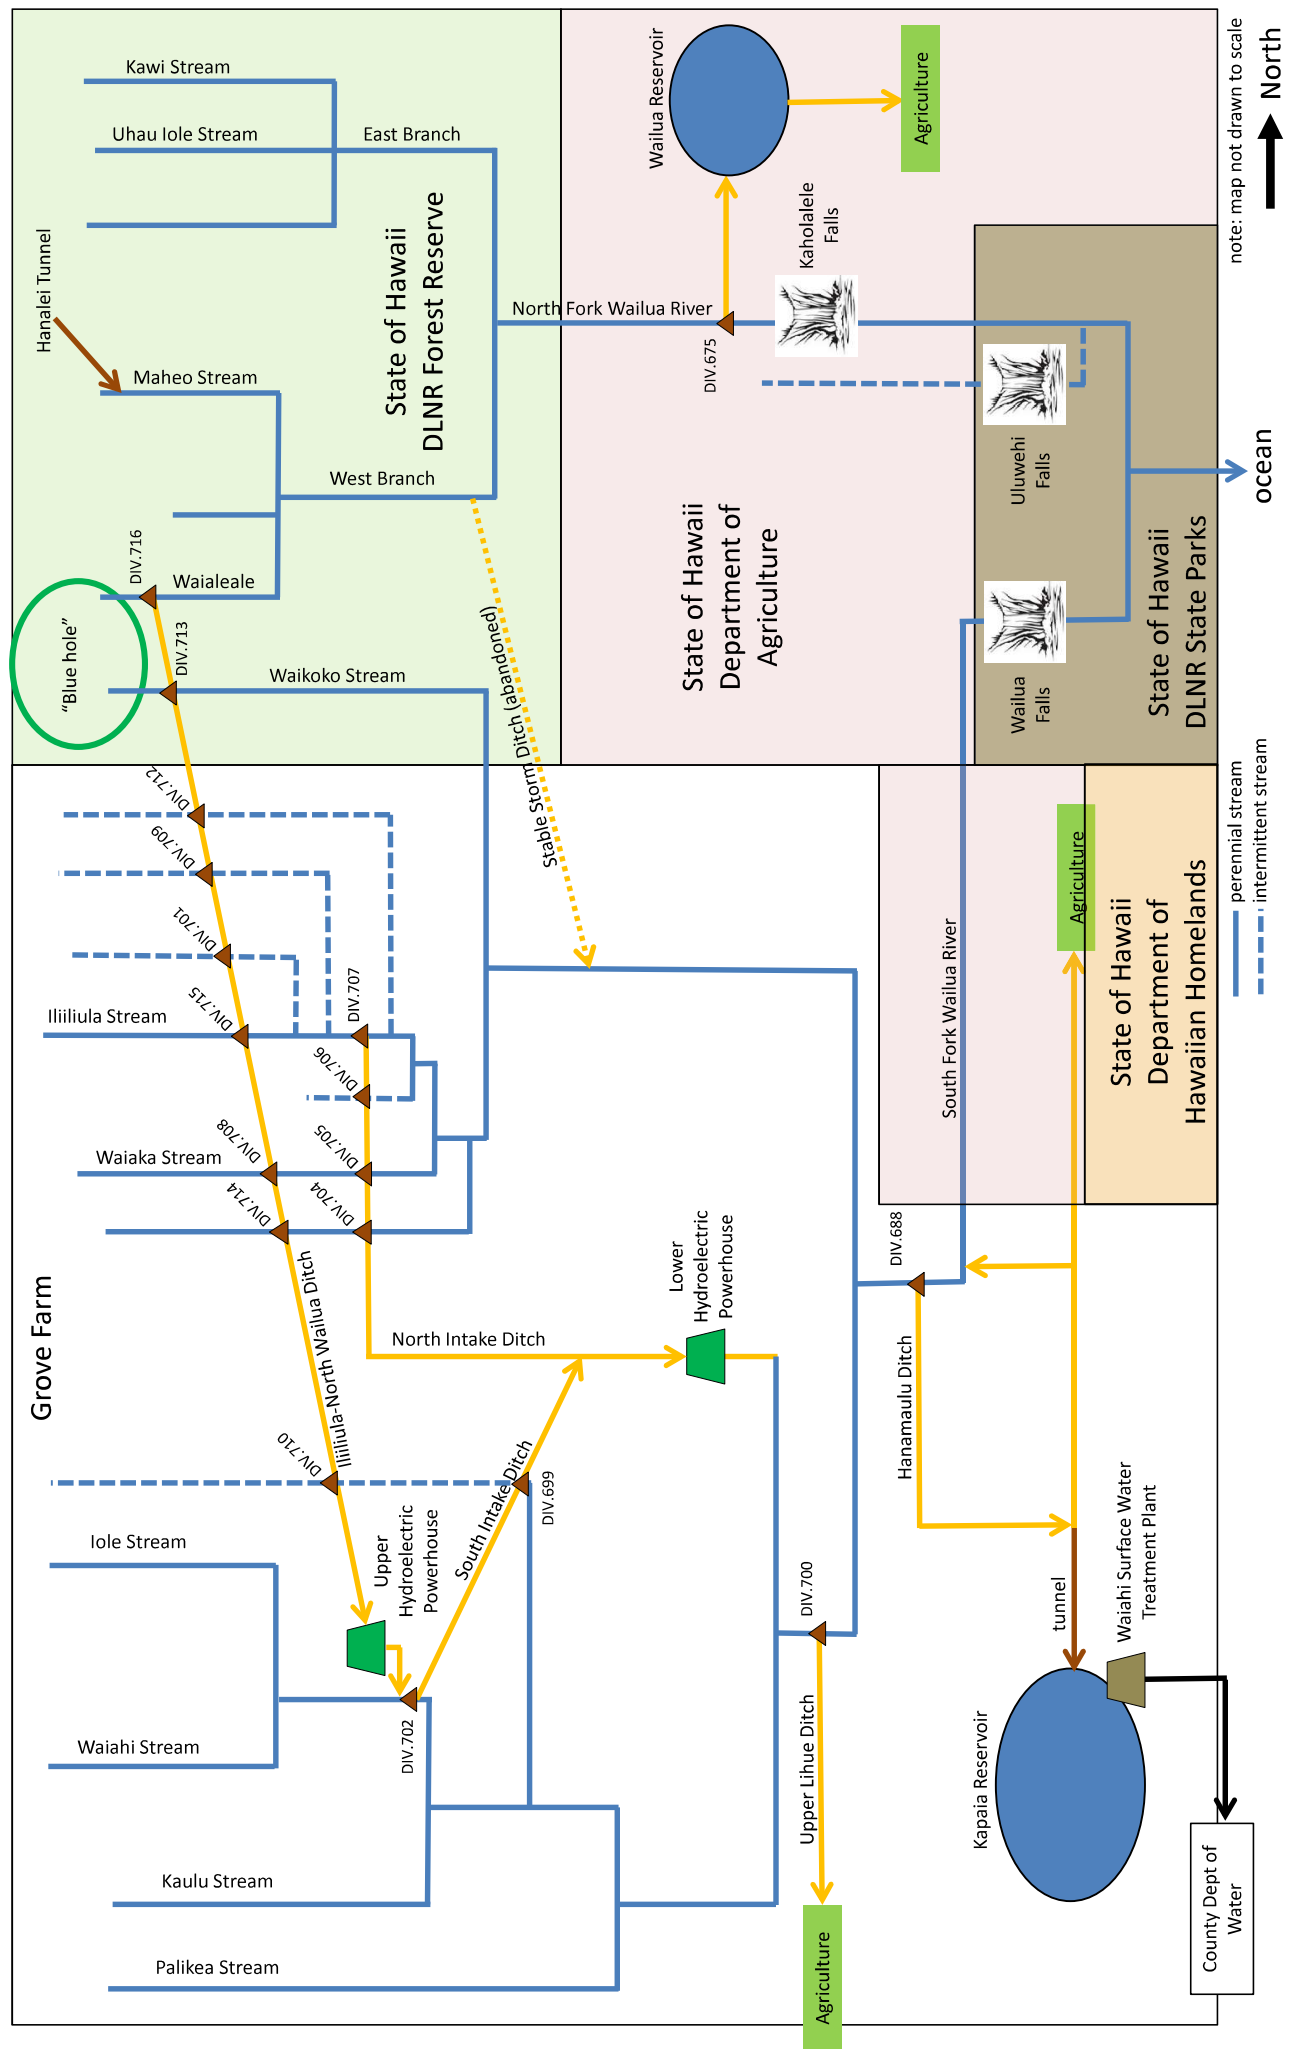 Grove Farm
Palikea Stream
Kaulu Stream
Waiahi Stream
Iole Stream
Waiaka Stream
Iliiliula Stream
"Blue hole"
Hanalei Tunnel
Kawi Stream
Uhau Iole Stream
Maheo Stream
Waialeale
Waikoko Stream
East Branch
West Branch
State of Hawaii
DLNR Forest Reserve
DIV.716
DIV.713
DIV.712
DIV.709
DIV.701
DIV.715
DIV.708
DIV.714
DIV.710
DIV.707
DIV.706
DIV.705
DIV.704
DIV.702
DIV.699
Iliiliula-North Wailua Ditch
Upper
Hydroelectric
Powerhouse
South Intake Ditch
North Intake Ditch
Lower
Hydroelectric
Powerhouse
Stable Storm Ditch (abandoned)
North Fork Wailua River
DIV.675
Wailua Reservoir
Agriculture
Kaholalele
Falls
State of Hawaii
Department of
Agriculture
Uluwehi
Falls
Wailua
Falls
State of Hawaii
DLNR State Parks
ocean
South Fork Wailua River
DIV.688
DIV.700
Upper Lihue Ditch
Agriculture
Hanamaulu Ditch
Agriculture
State of Hawaii
Department of
Hawaiian Homelands
tunnel
Kapaia Reservoir
Waiahi Surface Water
Treatment Plant
County Dept of
Water
perennial stream
intermittent stream
note: map not drawn to scale
North